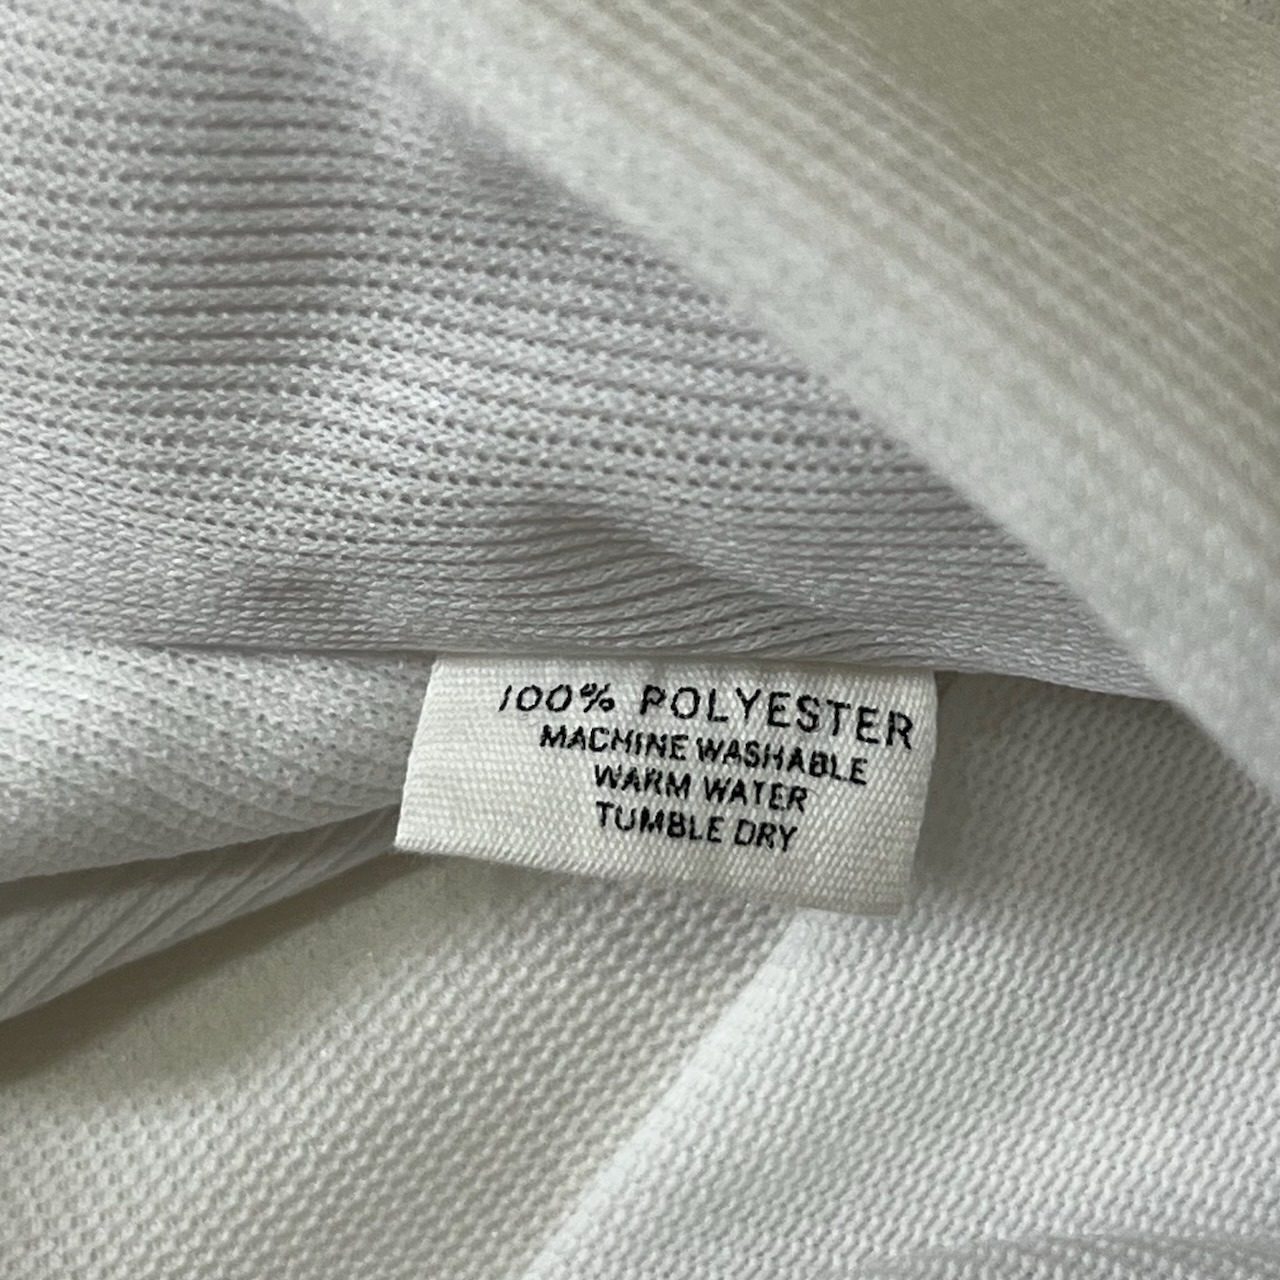 100% POLYESTER
MACHINE WASHABLE
WARM WATER
TUMBLE DRY